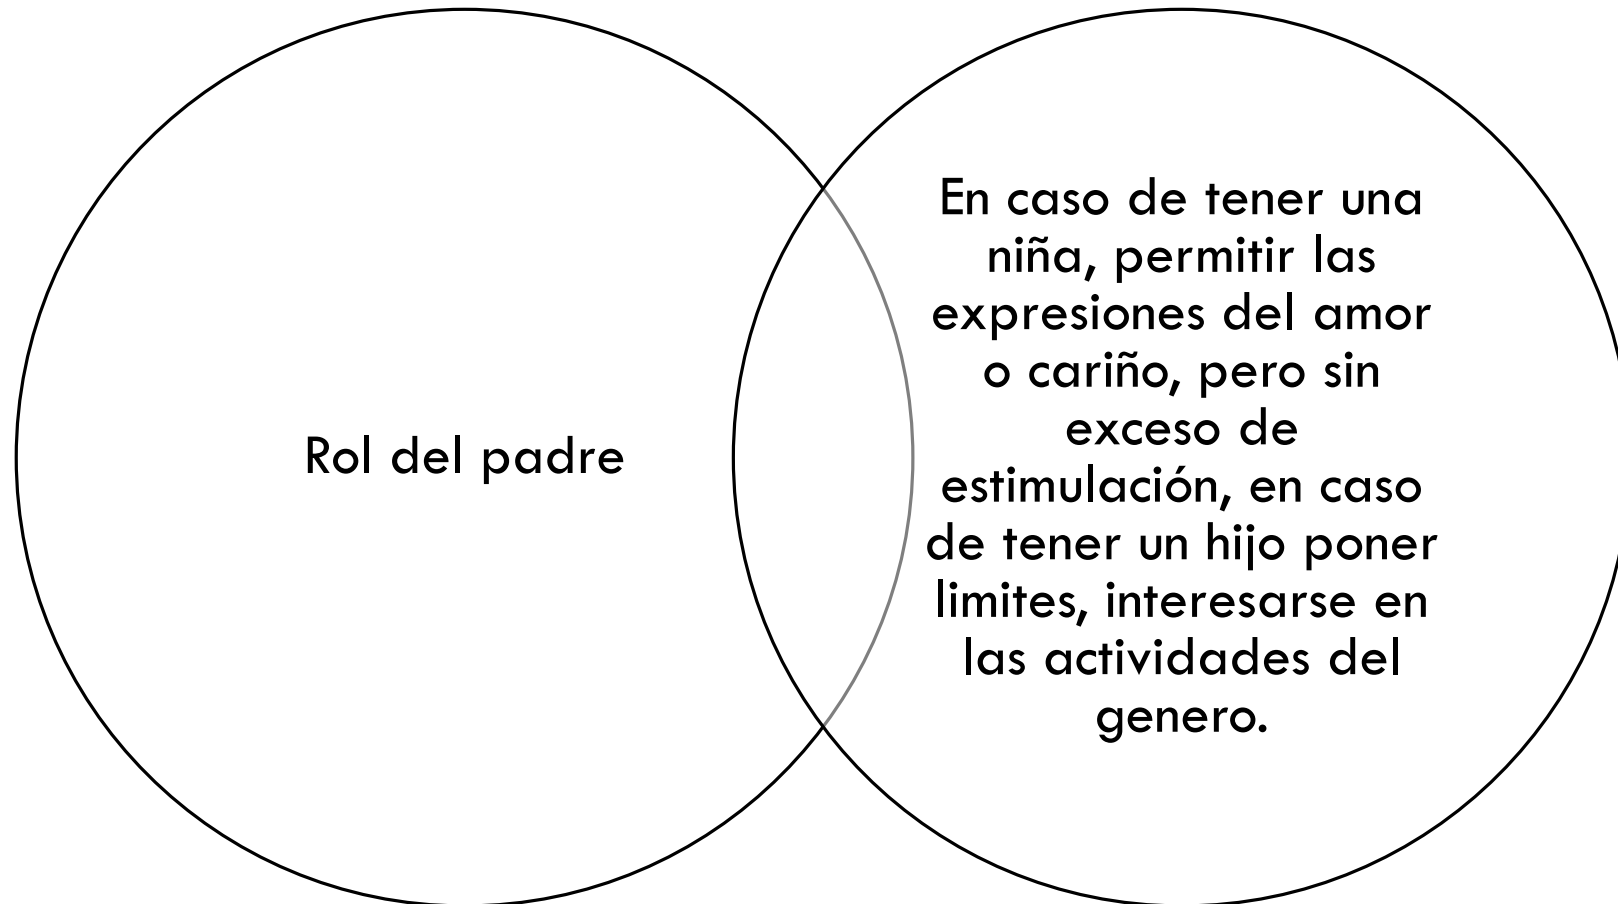 Rol del padre
En caso de tener una
niña, permitir las
expresiones del amor
o cariño, pero sin
exceso de
estimulación, en caso
de tener un hijo poner
limites, interesarse en
las actividades del
genero.